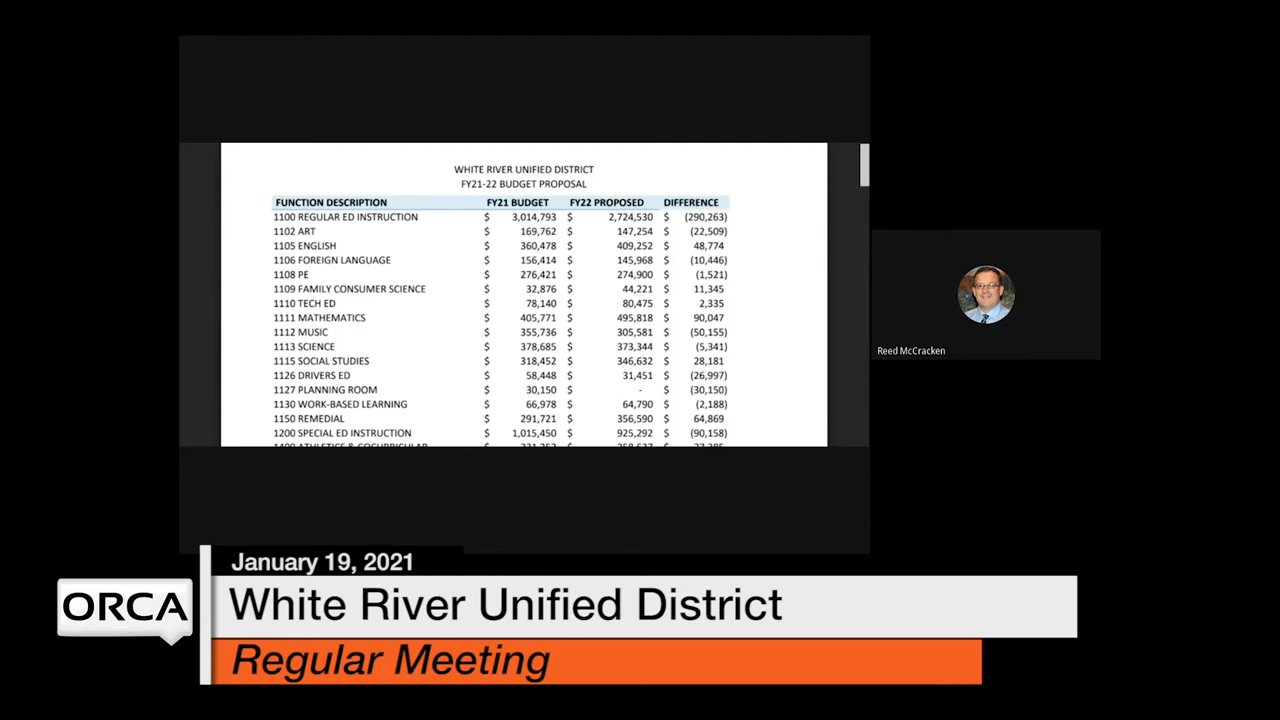 WHITE RIVER UNIFIED DISTRICT
FY21-22 BUDGET PROPOSAL
FUNCTION DESCRIPTION FY21 BUDGET FY22 PROPOSED DIFFERENCE
1100 REGULAR ED INSTRUCTION $ 3,014,793 $ 2,724,530 $ (290,263)
1102 ART $ 169,762 $ 147,254 $ (22,509)
1105 ENGLISH $ 360,478 $ 409,252 $ 48,774
1106 FOREIGN LANGUAGE $ 156,414 $ 145,968 $ (10,446)
1108 PE $ 276,421 $ 274,900 $ (1,521)
1109 FAMILY CONSUMER SCIENCE $ 32,876 $ 44,221 $ 11,345
1110 TECH ED $ 78,140 $ 80,475 $ 2,335
1111 MATHEMATICS $ 405,771 $ 495,818 $ 90,047
1112 MUSIC $ 355,736 $ 305,581 $ (50,155)
1113 SCIENCE $ 378,685 $ 373,344 $ (5,341)
1115 SOCIAL STUDIES $ 318,452 $ 346,632 $ 28,181
1126 DRIVERS ED $ 58,448 $ 31,451 $ (26,997)
1127 PLANNING ROOM $ 30,150 $ - $ (30,150)
1130 WORK-BASED LEARNING $ 66,978 $ 64,790 $ (2,188)
1150 REMEDIAL $ 291,721 $ 356,590 $ 64,869
1200 SPECIAL ED INSTRUCTION $ 1,015,450 $ 925,292 $ (90,158)
Reed McCracken
January 19, 2021
ORCA
White River Unified District
Regular Meeting